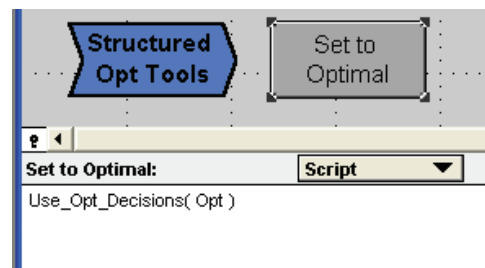 Structured
Opt Tools
Set to
Optimal
Set to Optimal:
Script
Use_Opt_Decisions( Opt )